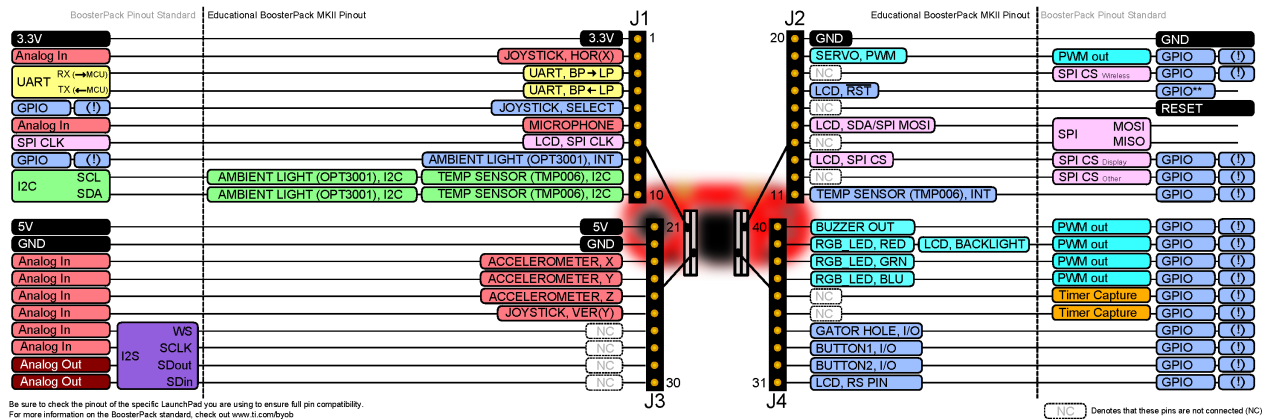 BoosterPack Pinout Standard Educational BoosterPack MKII Pinout
J1 J2
Educational BoosterPack MKII Pinout BoosterPack Pinout Standard
3.3V 3.3V 1
Analog In JOYSTICK, HOR(X)
UART RX (→MCU) UART, BP → LP
TX (←MCU) UART, BP ← LP
GPIO (!) JOYSTICK, SELECT
Analog In MICROPHONE
SPI CLK LCD, SPI CLK
GPIO (!) AMBIENT LIGHT (OPT3001), INT
I2C SCL AMBIENT LIGHT (OPT3001), I2C TEMP SENSOR (TMP006), I2C
SDA AMBIENT LIGHT (OPT3001), I2C TEMP SENSOR (TMP006), I2C 10
20 GND GND
SERVO, PWM PWM out GPIO (!)
NC SPI CS Wireless GPIO (!)
LCD, RST GPIO**
NC RESET
LCD, SDA/SPI MOSI SPI MOSI
NC MISO
LCD, SPI CS SPI CS Display GPIO (!)
NC SPI CS Other GPIO (!)
11 TEMP SENSOR (TMP006), INT GPIO (!)
5V 5V 21
GND GND
Analog In ACCELEROMETER, X
Analog In ACCELEROMETER, Y
Analog In ACCELEROMETER, Z
Analog In JOYSTICK, VER(Y)
Analog In I2S WS NC
Analog In SCLK NC
Analog Out SDout NC
Analog Out SDin NC 30
J3
40 BUZZER OUT PWM out GPIO (!)
RGB_LED, RED LCD, BACKLIGHT PWM out GPIO (!)
RGB_LED, GRN PWM out GPIO (!)
RGB_LED, BLU PWM out GPIO (!)
NC Timer Capture GPIO (!)
NC Timer Capture GPIO (!)
GATOR HOLE, I/O GPIO (!)
BUTTON1, I/O GPIO (!)
BUTTON2, I/O GPIO (!)
31 LCD, RS PIN GPIO (!)
J4
Be sure to check the pinout of the specific LaunchPad you are using to ensure full pin compatibility.
For more information on the BoosterPack standard, check out www.ti.com/byob
NC Denotes that these pins are not connected (NC)